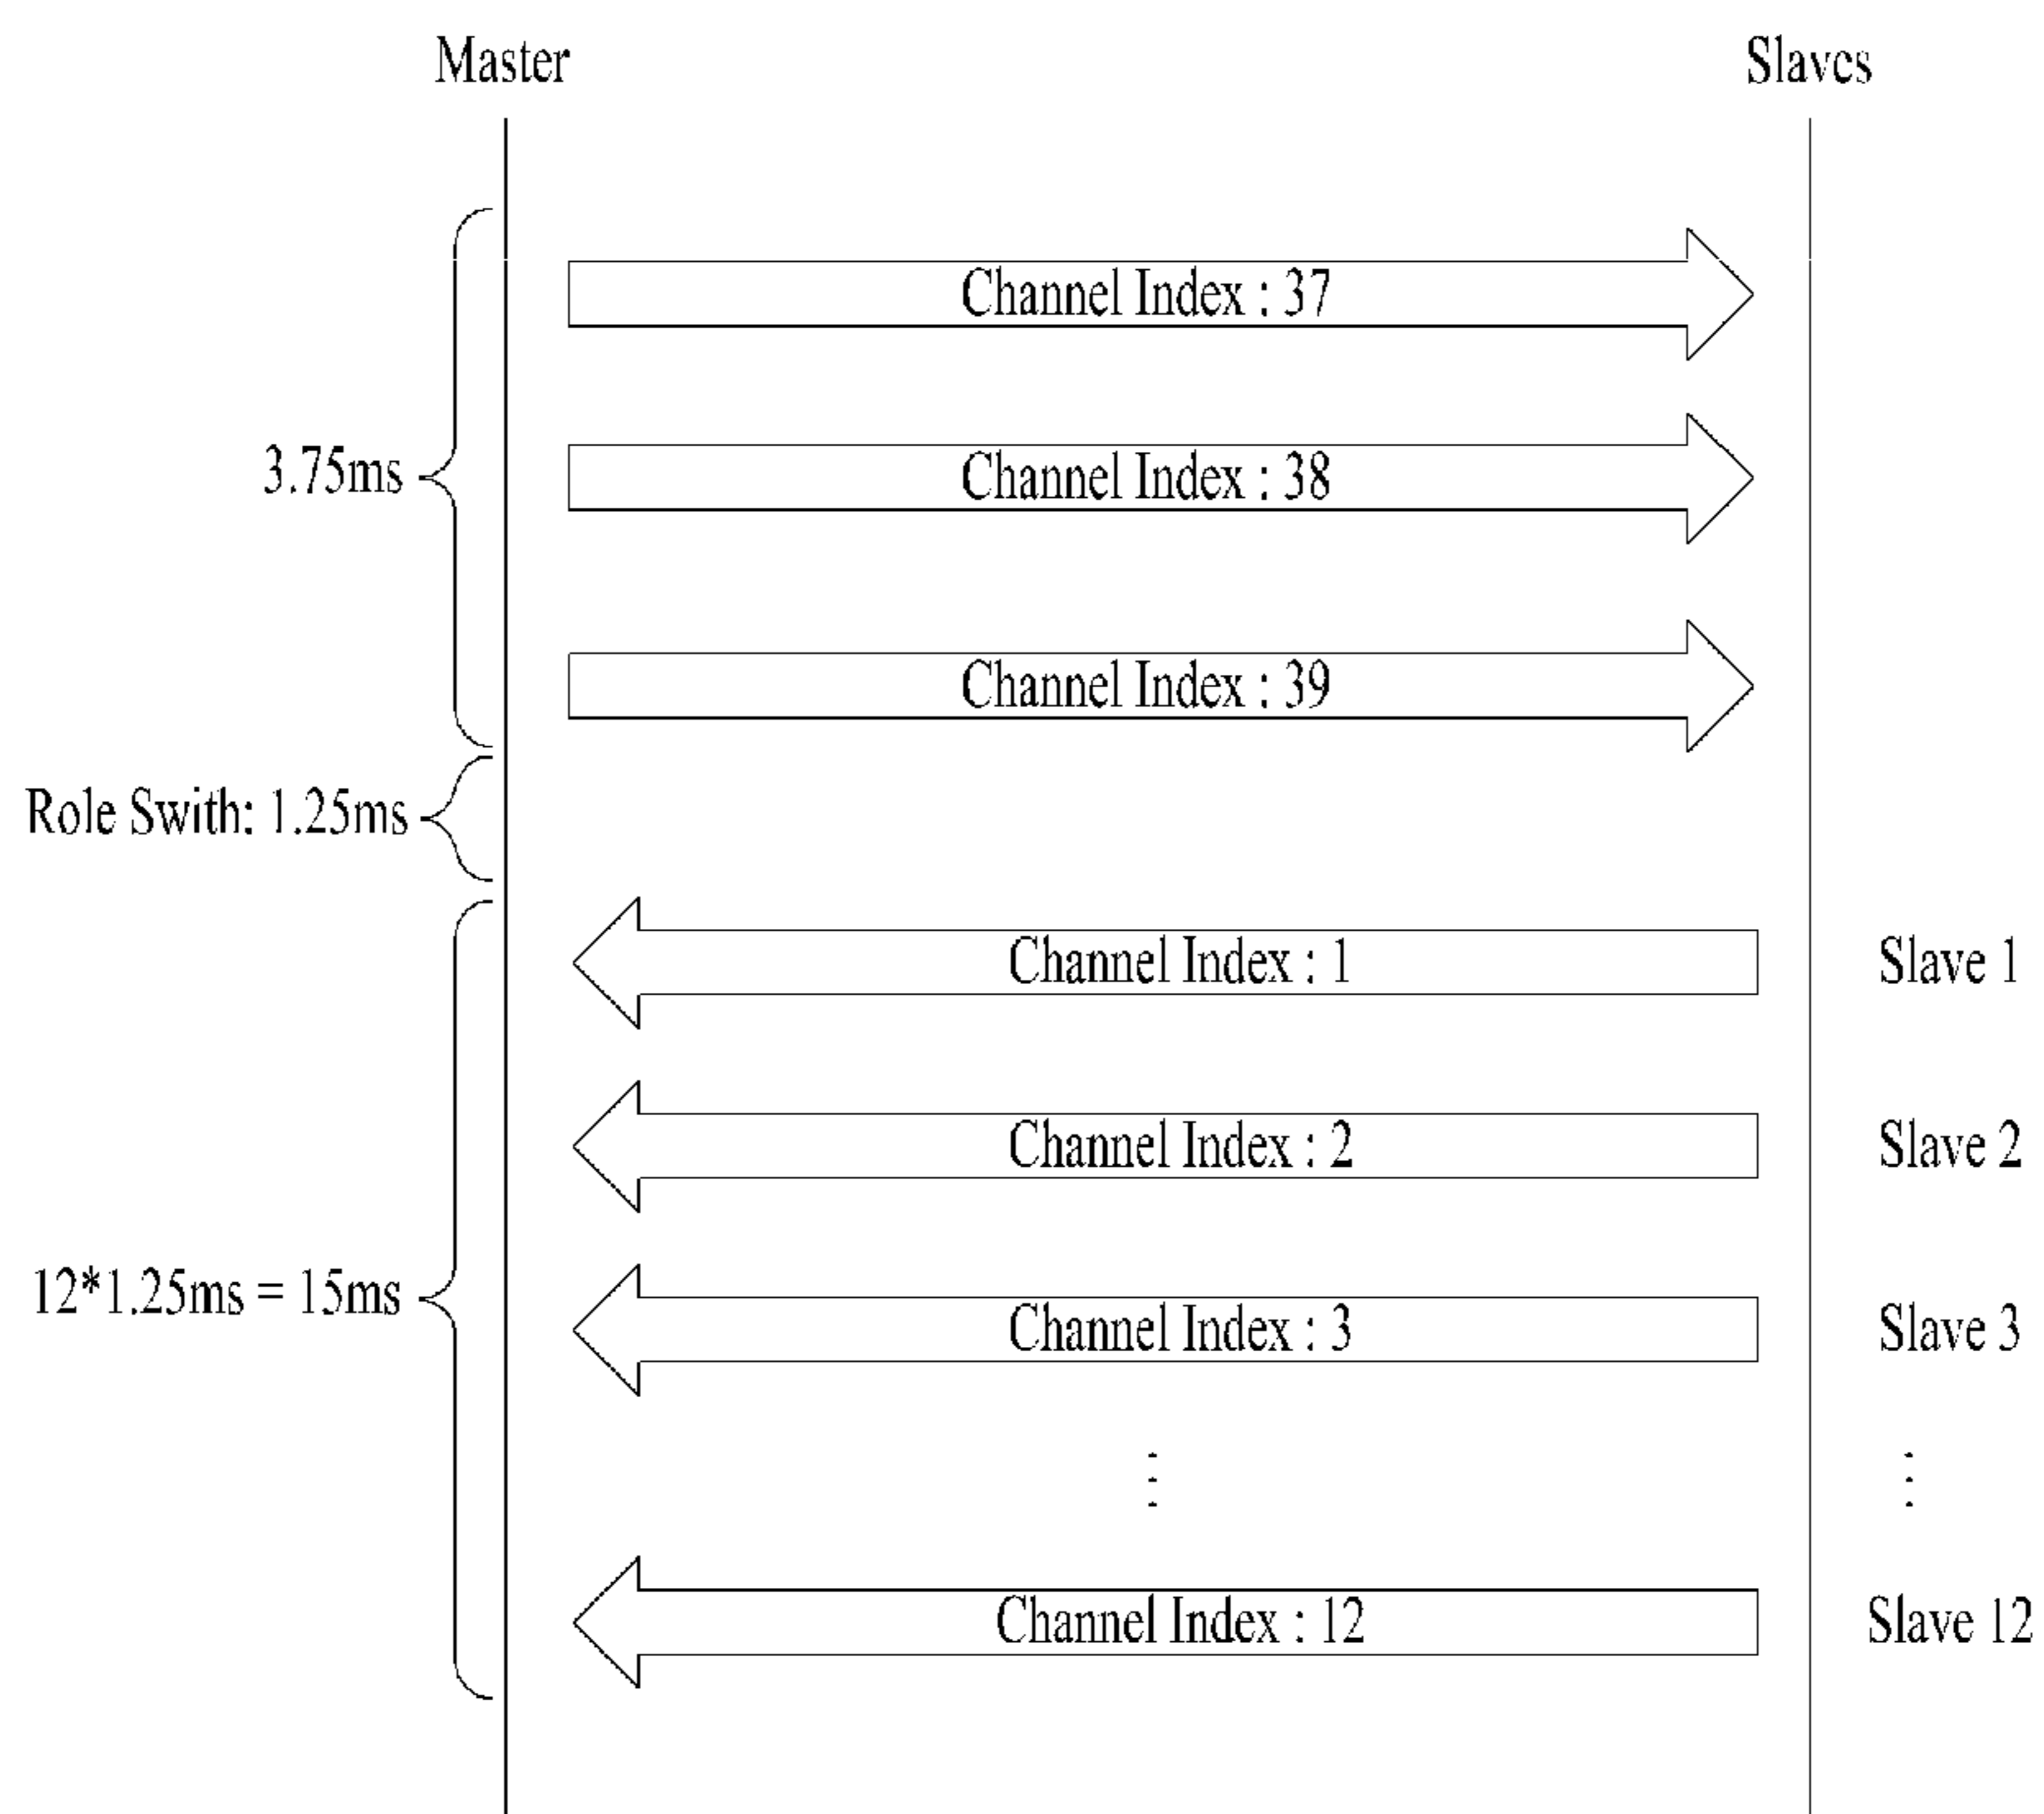 Master
Slaves
Channel Index : 37
3.75ms
Channel Index : 38
Channel Index : 39
Role Swith: 1.25ms
Channel Index : 1
Slave 1
Channel Index : 2
Slave 2
12*1.25ms = 15ms
Channel Index : 3
Slave 3
Channel Index : 12
Slave 12